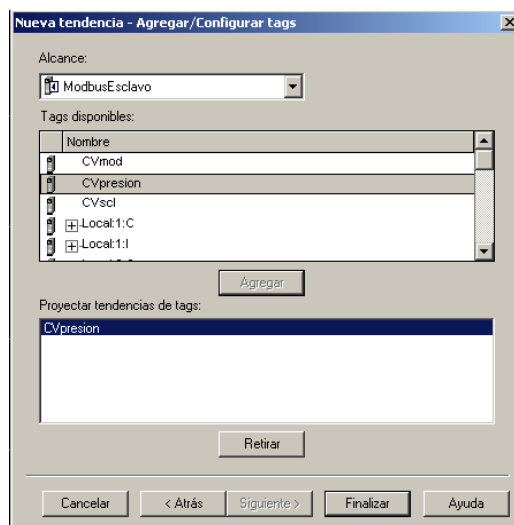 Nueva tendencia - Agregar/Configurar tags
Alcance:
ModbusEsclavo
Tags disponibles:
Nombre
CVmod
CVpresion
CVscl
Local:1:C
Local:1:I
Agregar
Proyectar tendencias de tags:
CVpresion
Retirar
Cancelar < Atrás Siguiente > Finalizar Ayuda